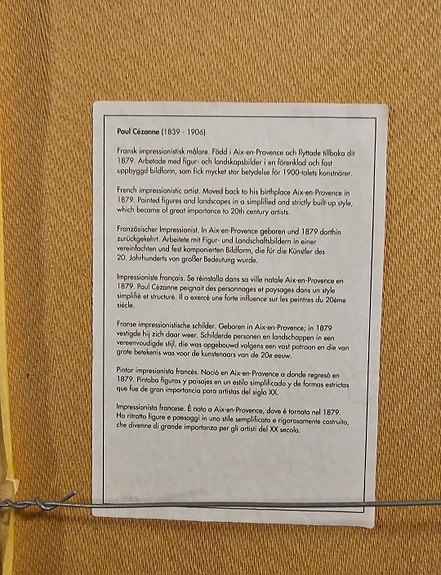 Paul Cézanne (1839 - 1906)
Fransk impressionistisk målare. Född i Aix-en-Provence och flyttade tillbaka dit
1879. Arbetade med figur- och landskapsbilder i en förenklad och fast
uppbyggd bildform, som fick mycket stor betydelse för 1900-talets konstnärer.
French impressionistic artist. Moved back to his birthplace Aix-en-Provence in
1879. Painted figures and landscapes in a simplified and strictly built-up style,
which became of great importance to 20th century artists.
Französischer Impressionist. In Aix-en-Provence geboren und 1879 dorthin
zurückgekehrt. Arbeitete mit Figur- und Landschaftsbildern in einer
vereinfachten und fest komponierten Bildform, die für die Künstler des
20. Jahrhunderts von großer Bedeutung wurde.
Impressioniste français. Se réinstalla dans sa ville natale Aix-en-Provence en
1879. Paul Cézanne peignait des personnages et paysages dans un style
simplifié et structuré. Il a exercé une forte influence sur les peintres du 20ème
siècle.
Franse impressionistische schilder. Geboren in Aix-en-Provence; in 1879
vestigde hij zich daar weer. Schilderde personen en landschappen in een
vereenvoudigde stijl, die was opgebouwd volgens een vast patroon en die van
grote betekenis was voor de kunstenaars van de 20e eeuw.
Pintor impresionista francés. Nació en Aix-en-Provence a donde regresó en
1879. Pintaba figuras y paisajes en un estilo simplificado y de formas estrictas
que fue de gran importancia para artistas del siglo XX.
Impressionista francese. È nato a Aix-en-Provence, dove è tornato nel 1879.
Ha ritratto figure e paesaggi in uno stile semplificato e rigorosamente costruito,
che divenne di grande importanza per gli artisti del XX secolo.